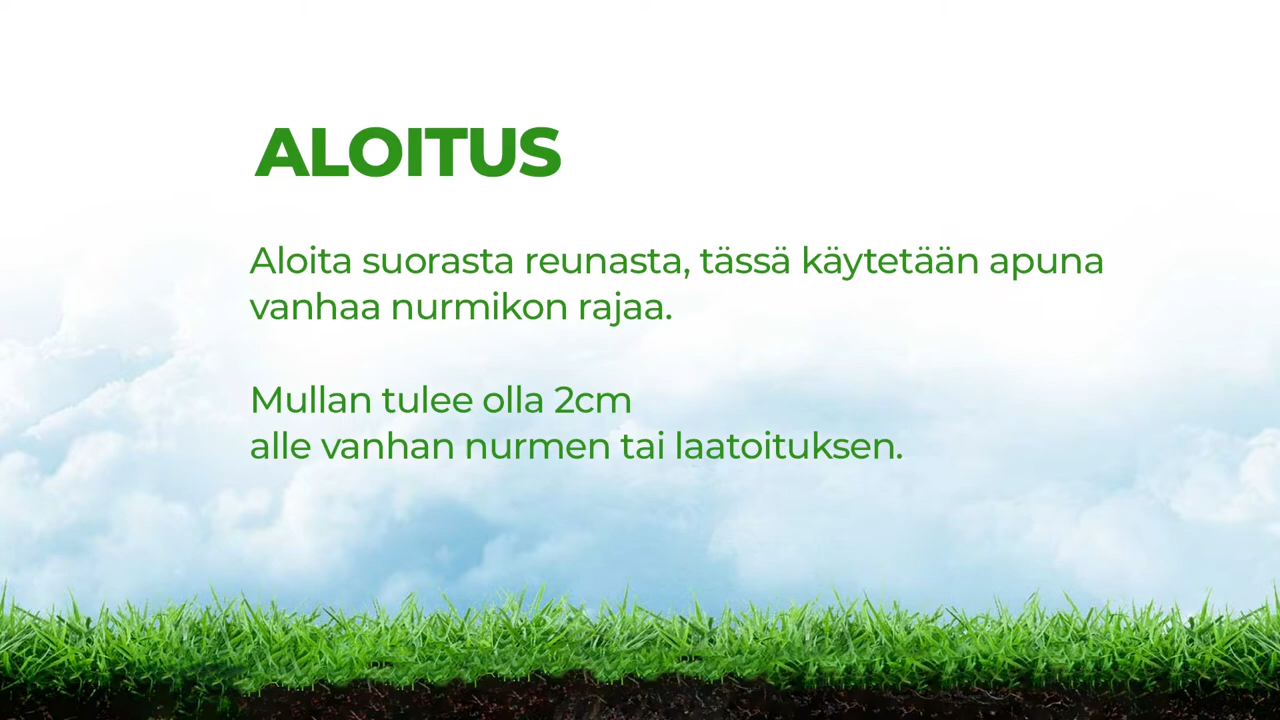 ALOITUS
Aloita suorasta reunasta, tässä käytetään apuna
vanhaa nurmikon rajaa.
Mullan tulee olla 2cm
alle vanhan nurmen tai laatoituksen.